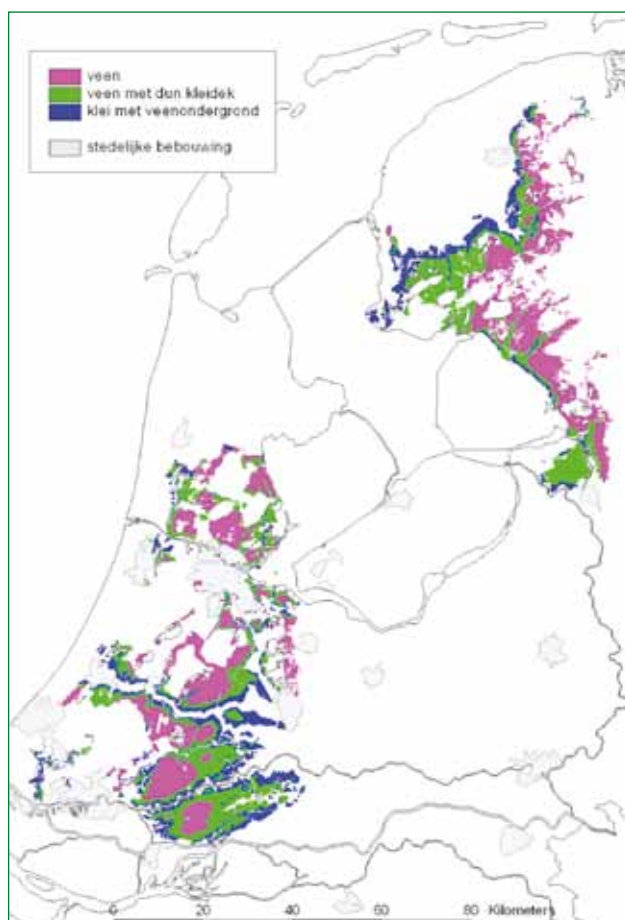 veen
veen met dun kleidek
klei met veenondergrond
stedelijke bebouwing
0 20 40 60 80 Kilometers